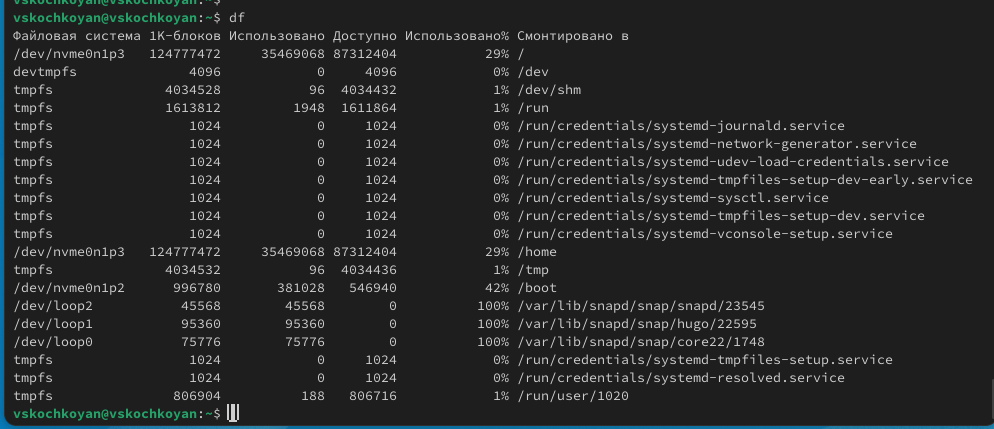 vskochkoyan@vskochkoyan:~$
vskochkoyan@vskochkoyan:~$ df
Файловая система 1K-блоков Использовано Доступно Использовано% Смонтировано в
/dev/nvme0n1p3 124777472 35469068 87312404 29% /
devtmpfs 4096 0 4096 0% /dev
tmpfs 4034528 96 4034432 1% /dev/shm
tmpfs 1613812 1948 1611864 1% /run
tmpfs 1024 0 1024 0% /run/credentials/systemd-journald.service
tmpfs 1024 0 1024 0% /run/credentials/systemd-network-generator.service
tmpfs 1024 0 1024 0% /run/credentials/systemd-udev-load-credentials.service
tmpfs 1024 0 1024 0% /run/credentials/systemd-tmpfiles-setup-dev-early.service
tmpfs 1024 0 1024 0% /run/credentials/systemd-sysctl.service
tmpfs 1024 0 1024 0% /run/credentials/systemd-tmpfiles-setup-dev.service
tmpfs 1024 0 1024 0% /run/credentials/systemd-vconsole-setup.service
/dev/nvme0n1p3 124777472 35469068 87312404 29% /home
tmpfs 4034532 96 4034436 1% /tmp
/dev/nvme0n1p2 996780 381028 546940 42% /boot
/dev/loop2 45568 45568 0 100% /var/lib/snapd/snap/snapd/23545
/dev/loop1 95360 95360 0 100% /var/lib/snapd/snap/hugo/22595
/dev/loop0 75776 75776 0 100% /var/lib/snapd/snap/core22/1748
tmpfs 1024 0 1024 0% /run/credentials/systemd-tmpfiles-setup.service
tmpfs 1024 0 1024 0% /run/credentials/systemd-resolved.service
tmpfs 806904 188 806716 1% /run/user/1020
vskochkoyan@vskochkoyan:~$